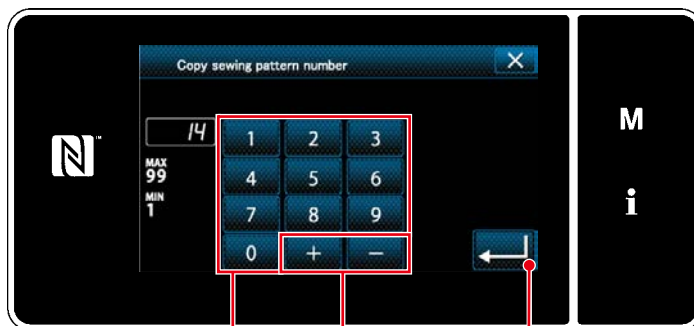 Copy sewing pattern number
14
1 2 3
MAX
99
4 5 6
MIN
1
7 8 9
0 + −
M
i
N
™